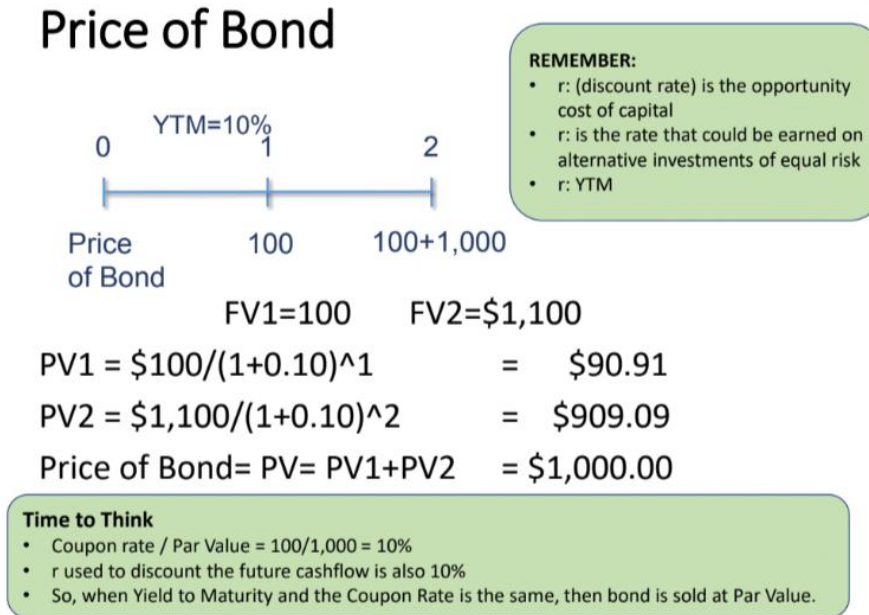 Price of Bond
REMEMBER:
• r: (discount rate) is the opportunity
cost of capital
• r: is the rate that could be earned on
alternative investments of equal risk
• r: YTM
YTM=10%
0 1 2
Price 100 100+1,000
of Bond
FV1=100 FV2=$1,100
PV1 = $100/(1+0.10)^1 = $90.91
PV2 = $1,100/(1+0.10)^2 = $909.09
Price of Bond= PV= PV1+PV2 = $1,000.00
Time to Think
• Coupon rate / Par Value = 100/1,000 = 10%
• r used to discount the future cashflow is also 10%
• So, when Yield to Maturity and the Coupon Rate is the same, then bond is sold at Par Value.